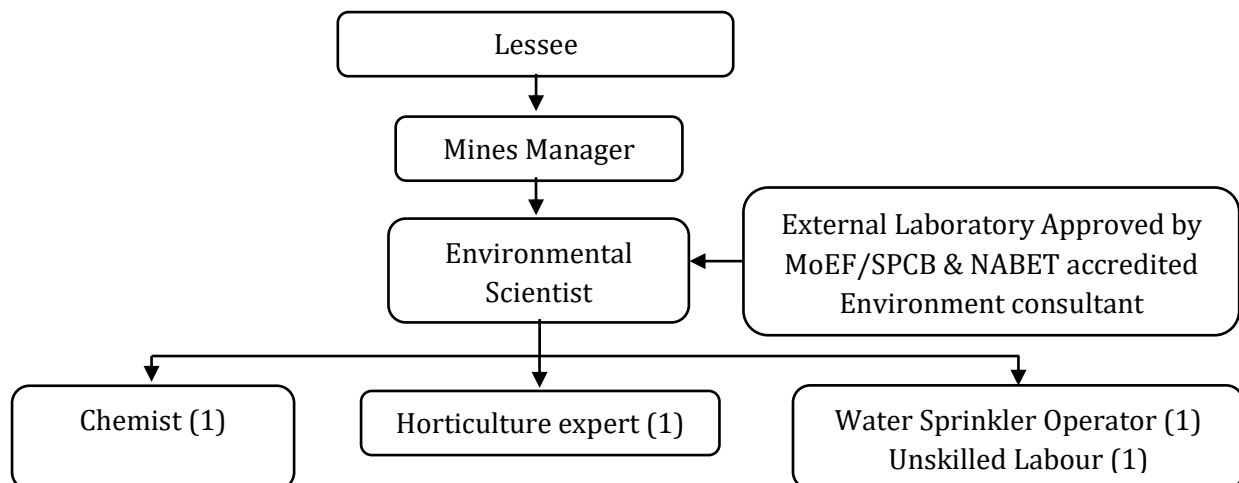 Lessee
Mines Manager
Environmental
Scientist
External Laboratory Approved by
MoEF/SPCB & NABET accredited
Environment consultant
Chemist (1)
Horticulture expert (1)
Water Sprinkler Operator (1)
Unskilled Labour (1)